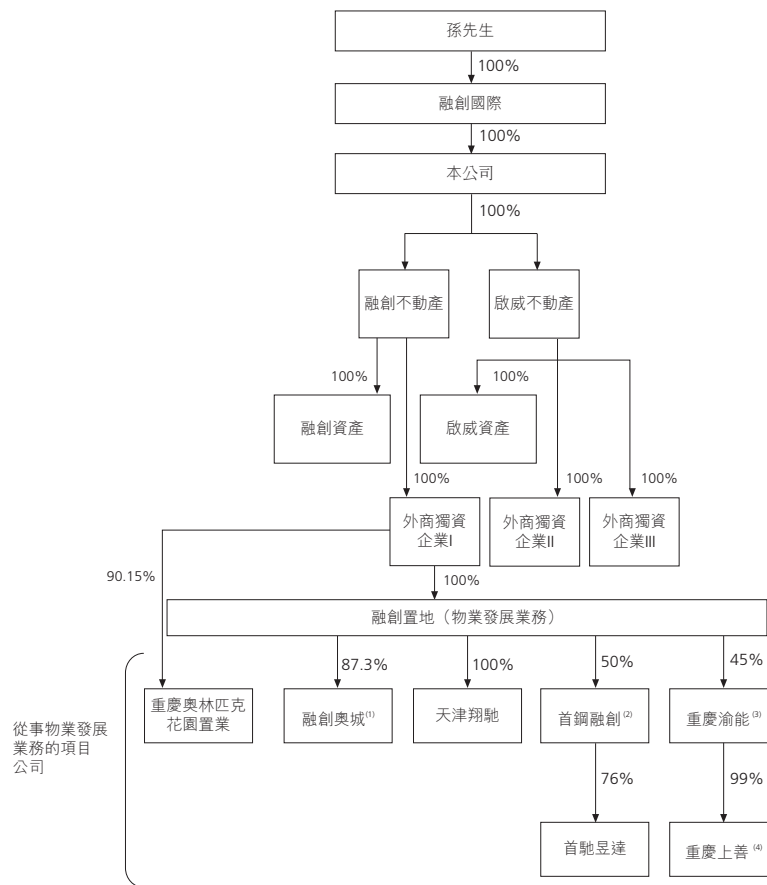 孫先生
100%
融創國際
100%
本公司
100%
融創不動產
啟威不動產
100%
100%
融創資產
啟威資產
100%
100%
100%
外商獨資
企業I
外商獨資
企業II
外商獨資
企業III
90.15%
100%
融創置地（物業發展業務）
87.3%
100%
50%
45%
從事物業發展
業務的項目
公司
重慶奧林匹克
花園置業
融創奧城(1)
天津翔馳
首鋼融創(2)
重慶渝能(3)
76%
99%
首馳昱達
重慶上善(4)